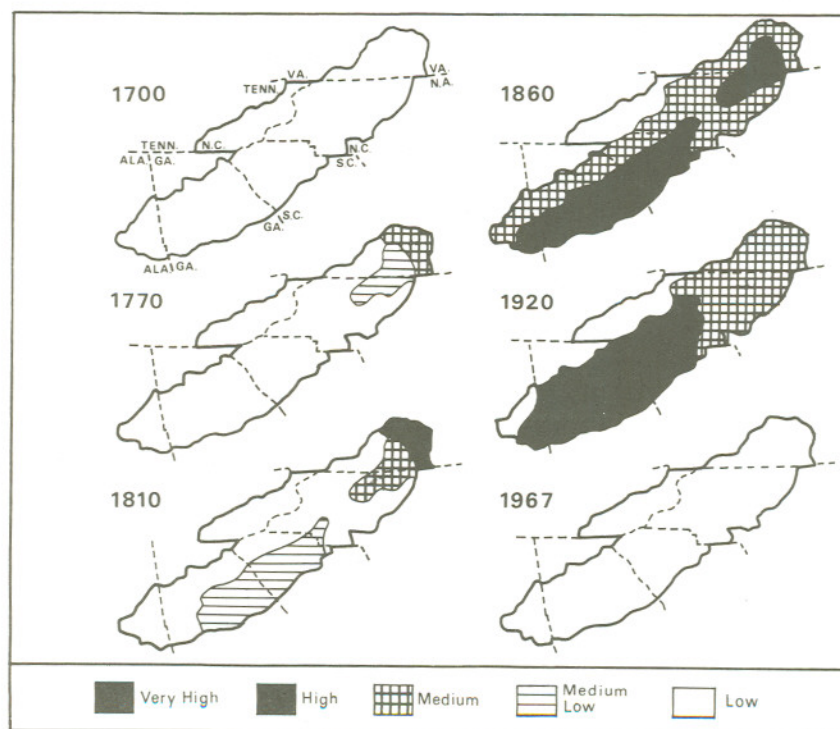 1700
VA.
TENN.
VA.
N.A.
TENN.
N.C.
ALA.
GA.
N.C.
S.C.
S.C.
GA.
ALA.
GA.
1770
1810
1860
1920
1967
Very High
High
Medium
Medium
Low
Low